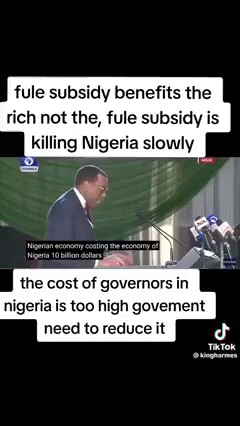 fule subsidy benefits the
rich not the, fule subsidy is
killing Nigeria slowly
Nigerian economy costing the economy of
Nigeria 10 billion dollars
the cost of governors in
nigeria is too high goverment
need to reduce it
TikTok
@kingharmes